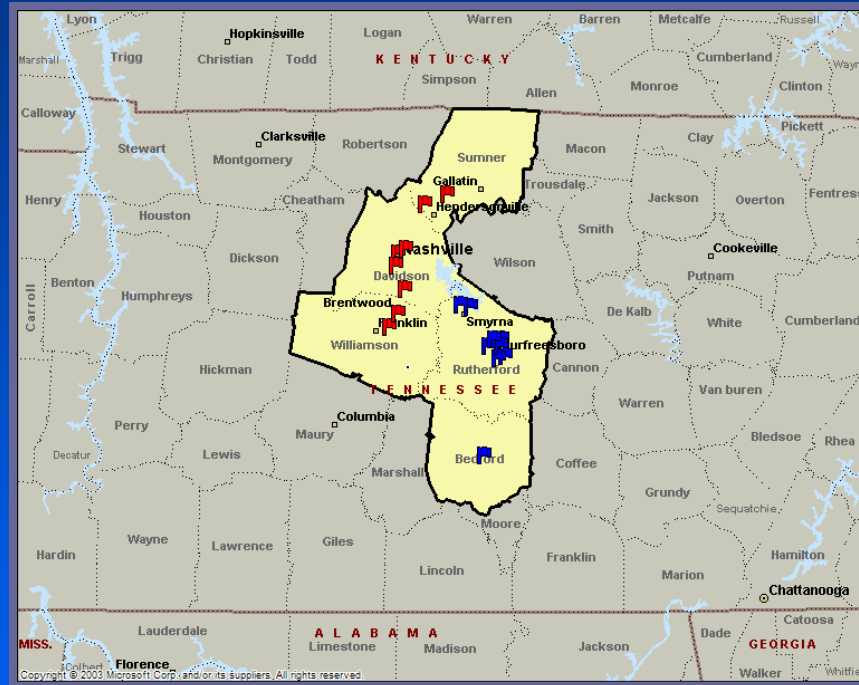 Lyon
Hopkinsville
Logan
Warren
Barren
Metcalfe
Russell
Marshall
Trigg
Christian
Todd
KENTUCKY
Cumberland
Simpson
Allen
Monroe
Clinton
Calloway
Pickett
Clarksville
Robertson
Sumner
Macon
Clay
Stewart
Montgomery
Gallatin
Trousdale
Henry
Cheatham
Jackson
Overton
Fentress
Houston
Hendersonville
Smith
Nashville
Cookeville
Dickson
Wilson
Putnam
Benton
Davidson
Humphreys
Brentwood
De Kalb
Carroll
Franklin
Smyrna
White
Cumberland
Williamson
Murfreesboro
Hickman
Rutherford
Cannon
TENNESSEE
Van buren
Warren
Perry
Columbia
Maury
Bledsoe
Rhea
Decatur
Lewis
Bedford
Marshall
Coffee
Grundy
Sequatchie
Moore
Wayne
Hardin
Lawrence
Giles
Franklin
Hamilton
Lincoln
Marion
Chattanooga
Lauderdale
ALABAMA
Catoosa
Dade
MISS.
Limestone
Madison
Jackson
GEORGIA
Colbert
Florence
Walker
Copyright © 2003 Microsoft Corp. and/or its suppliers. All rights reserved.